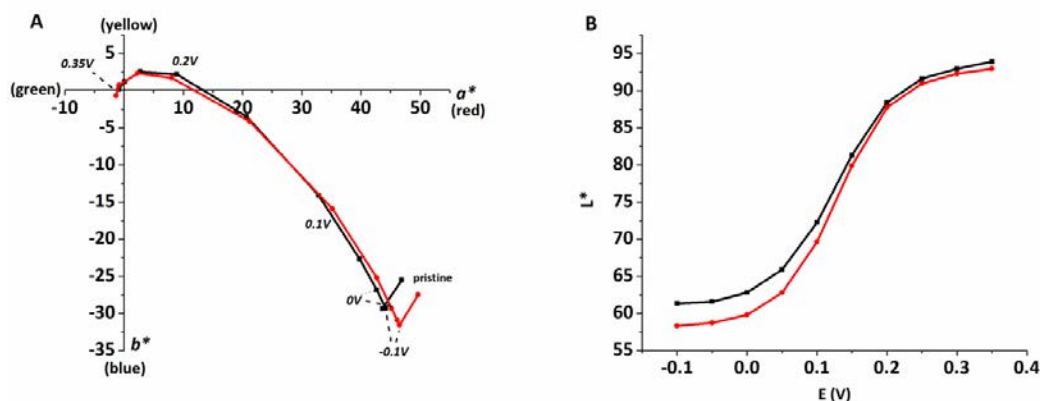 A
(yellow)
5
0.35V
0.2V
(green)
a*
(red)
-10
0
10
20
30
40
50
60
-5
-10
-15
-20
-25
-30
-35
0.1V
pristine
0V
-0.1V
b*
(blue)
B
95
90
85
80
75
70
65
60
55
L*
-0.1
0.0
0.1
0.2
0.3
0.4
E (V)